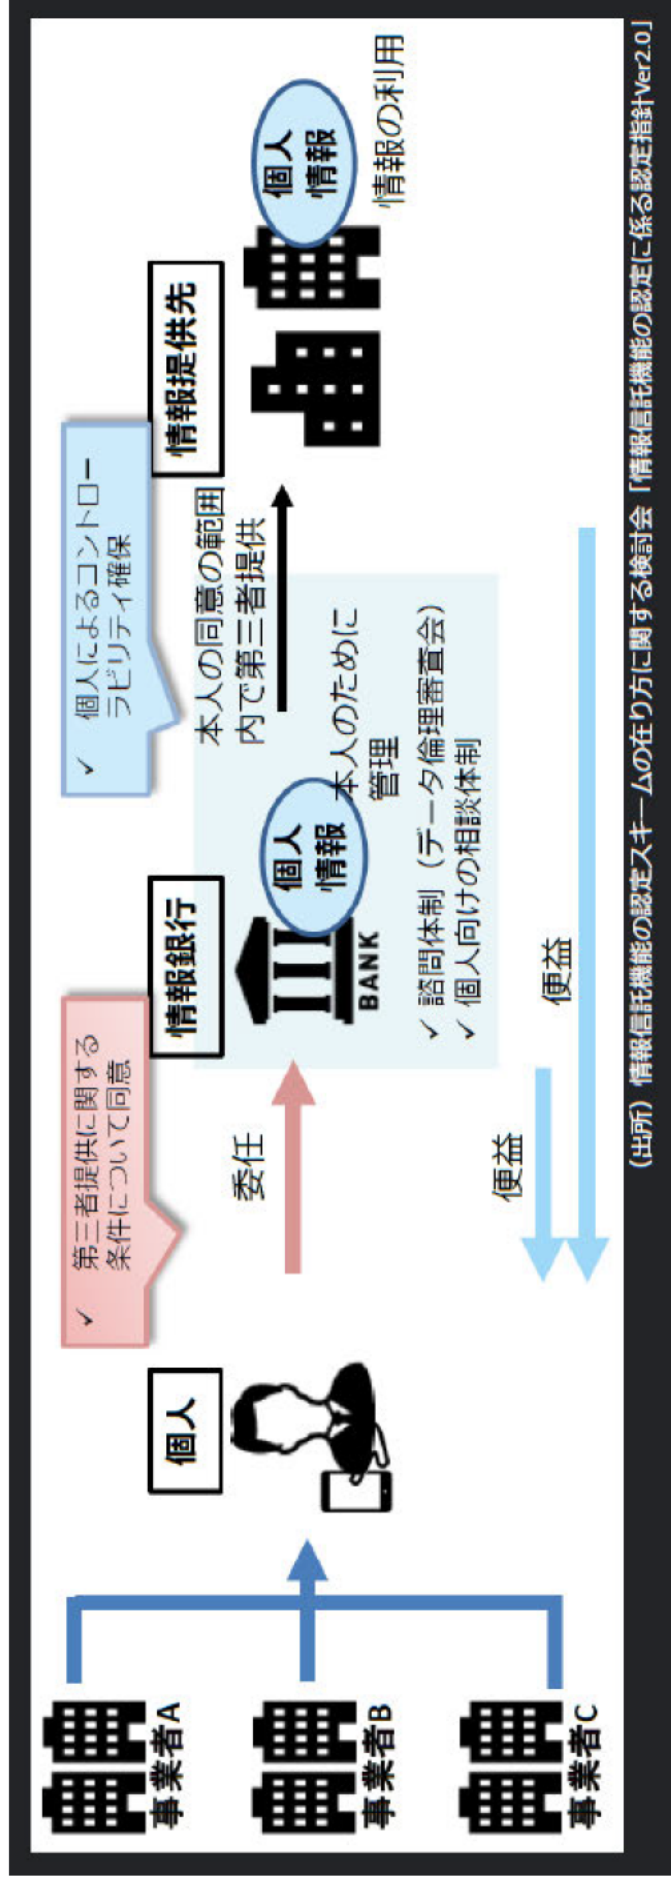 ✓ 第三者提供に関する
条件について同意
✓ 個人によるコントロー
ラビリティ確保
個人
情報銀行
情報提供先
事業者A
事業者B
事業者C
委任
BANK
個人
情報
本人のために
管理
本人の同意の範囲
内で第三者提供
個人
情報
情報の利用
✓ 諮問体制（データ倫理審査会）
✓ 個人向けの相談体制
便益
便益
（出所）情報信託機能の認定スキームの在り方に関する検討会「情報信託機能の認定に係る認定指針Ver2.0」